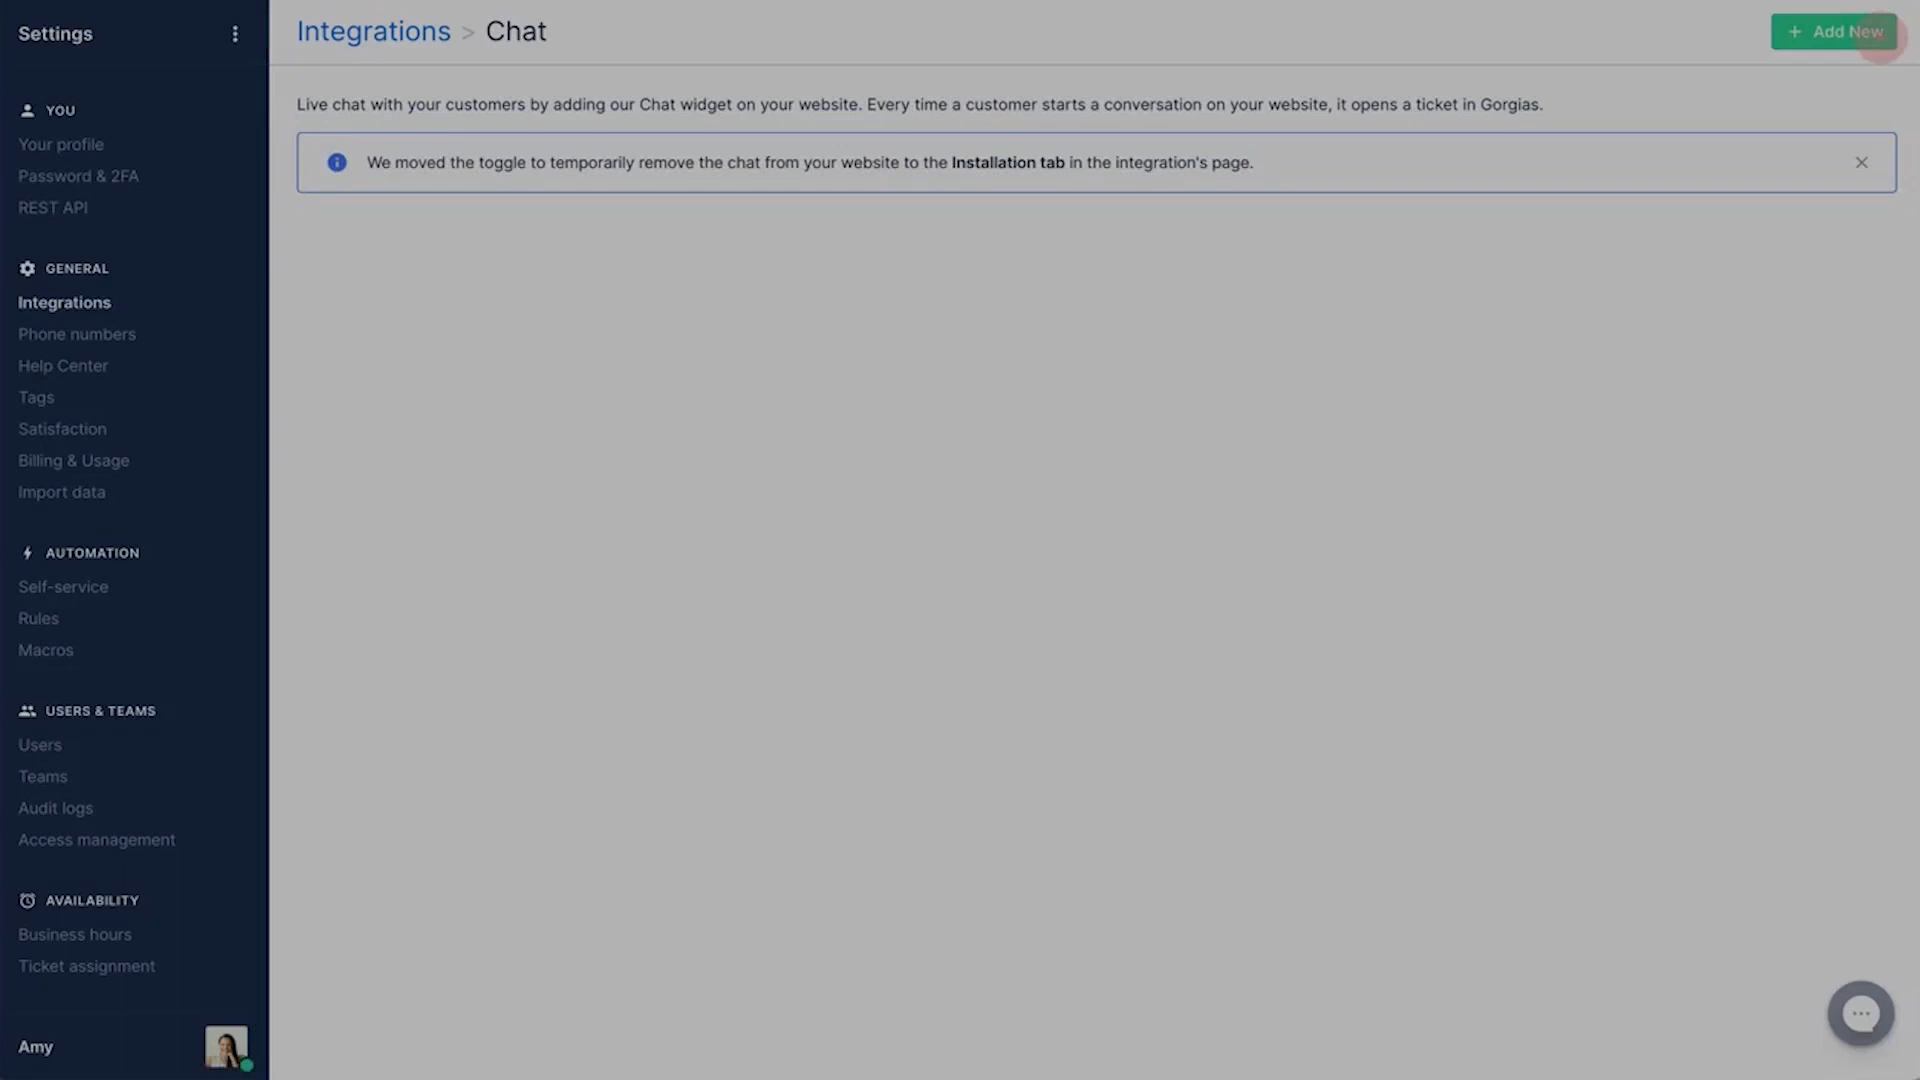 Settings
Integrations > Chat
+ Add New
YOU
Your profile
Password & 2FA
REST API
GENERAL
Integrations
Phone numbers
Help Center
Tags
Satisfaction
Billing & Usage
Import data
AUTOMATION
Self-service
Rules
Macros
USERS & TEAMS
Users
Teams
Audit logs
Access management
AVAILABILITY
Business hours
Ticket assignment
Amy
Live chat with your customers by adding our Chat widget on your website. Every time a customer starts a conversation on your website, it opens a ticket in Gorgias.
We moved the toggle to temporarily remove the chat from your website to the Installation tab in the integration's page.